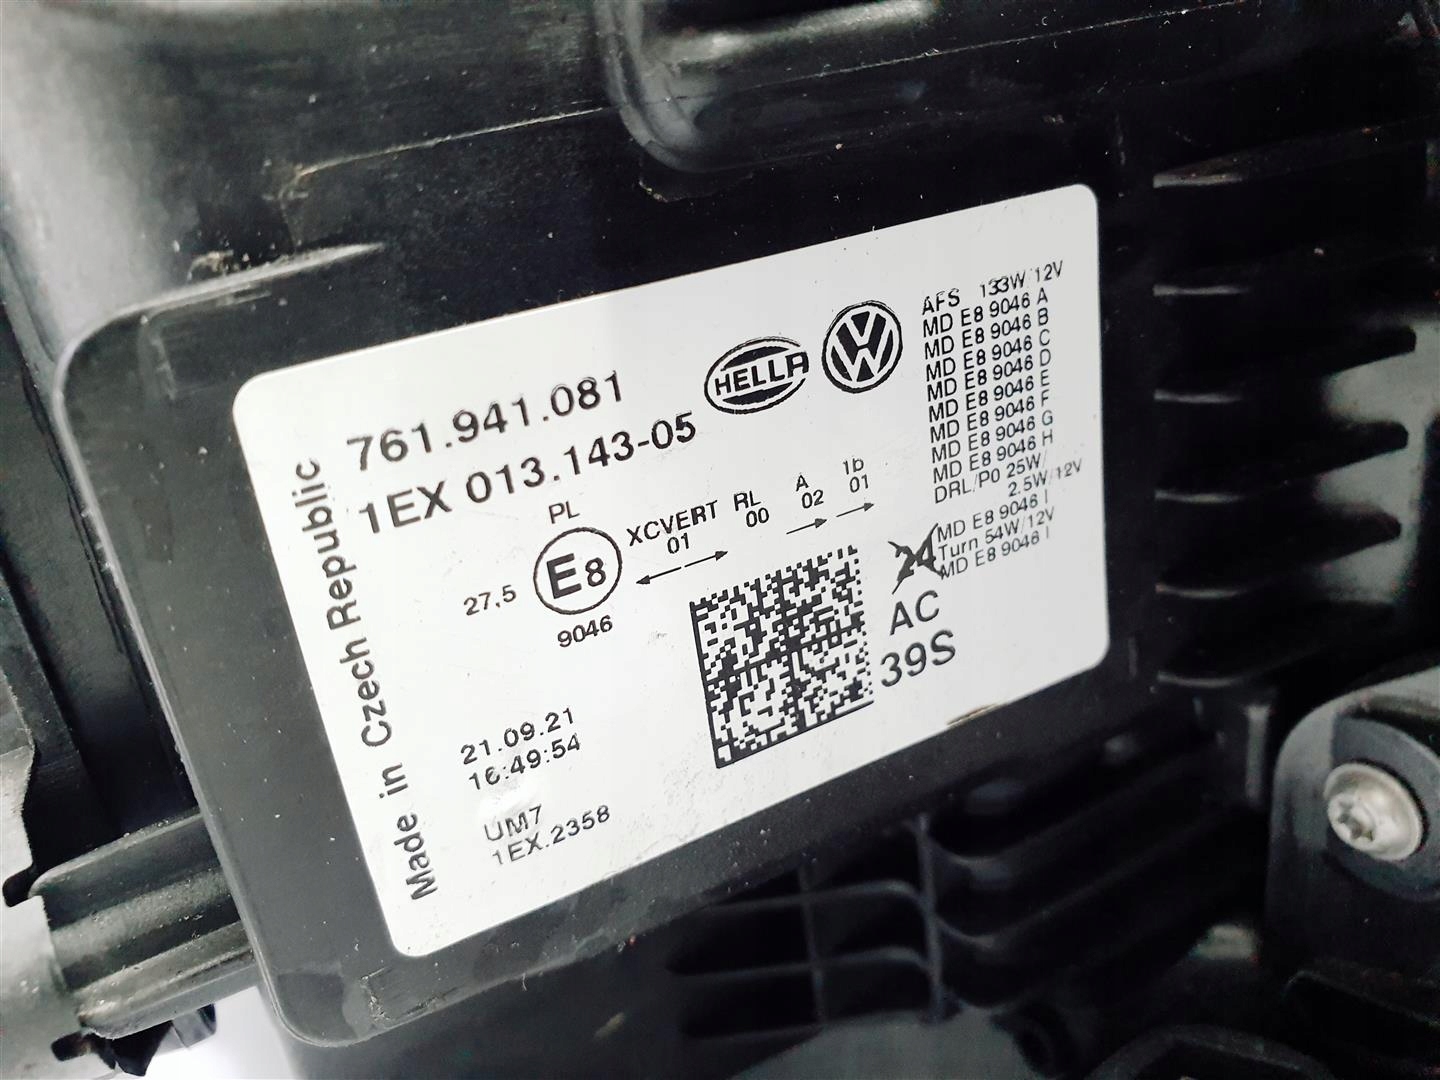 Made in Czech Republic
761.941.081
1EX 013.143-05
HELLA
PL
E8
27,5
9046
XCVERT RL A 1b
01 00 02 01
21.09.21
16:49:54
UM7
1EX.2358
AFS 133W/12V
MD E8 9046 A
MD E8 9046 B
MD E8 9046 C
MD E8 9046 D
MD E8 9046 E
MD E8 9046 F
MD E8 9046 G
MD E8 9046 H
DRL/P0 25W/
2.5W/12V
MD E8 9046 I
Turn 54W/12V
MD E8 9046 I
24
AC
39S